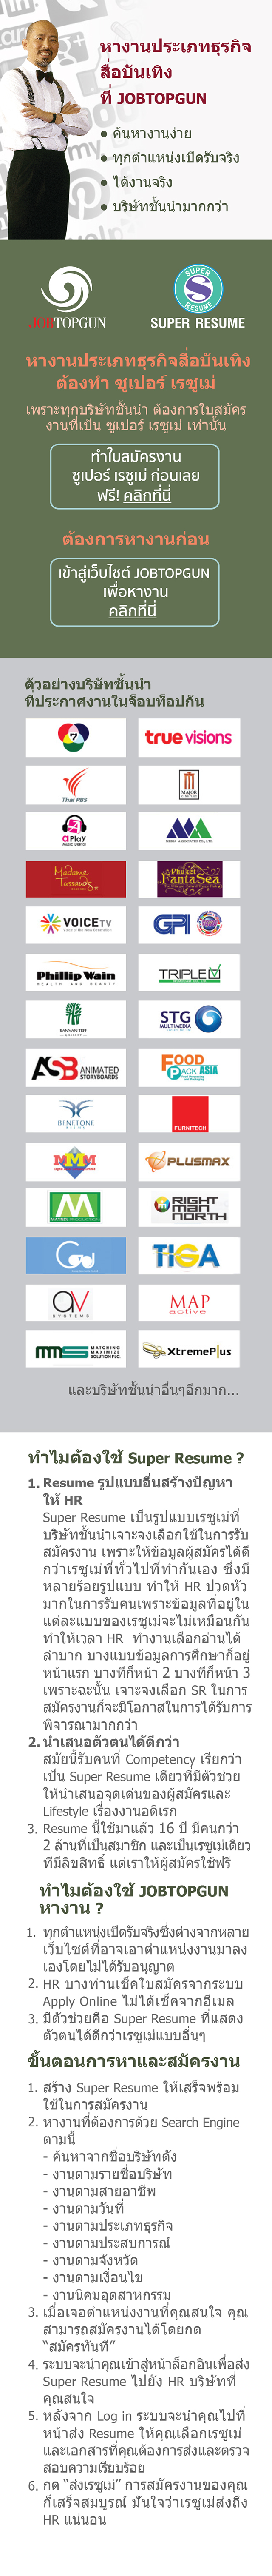 หางานประเภทธุรกิจ
สื่อบันเทิง
ที่ JOBTOPGUN
ค้นหางานง่าย
ทุกตำแหน่งเปิดรับจริง
ได้งานจริง
บริษัทชั้นนำมากกว่า
JOBTOPGUN
SUPER RESUME
SUPER RESUME
หางานประเภทธุรกิจสื่อบันเทิง
ต้องทำ ซูเปอร์ เรซูเม่
เพราะทุกบริษัทชั้นนำ ต้องการใบสมัคร
งานที่เป็น ซูเปอร์ เรซูเม่ เท่านั้น
ทำใบสมัครงาน
ซูเปอร์ เรซูเม่ ก่อนเลย
ฟรี! คลิกที่นี่
ต้องการหางานก่อน
เข้าสู่เว็บไซต์ JOBTOPGUN
เพื่อหางาน
คลิกที่นี่
ตัวอย่างบริษัทชั้นนำ
ที่ประกาศงานในจ็อบท็อปกัน
7
true visions
Thai PBS
MAJOR
a Play
MEDIA ASSOCIATED CO., LTD.
Madame Tussauds
Phuket FantaSea
VOICETV
GPI
Phillip Wain
HEALTH AND BEAUTY
TRIPLE V
BANYAN TREE
STG
MULTIMEDIA
ASB ANIMATED
STORYBOARDS
FOOD
PACK ASIA
BENETONE
FILMS
FURNITECH
MMM
PLUSMAX
M
RIGHT
MAN
NORTH
TIGA
av
SYSTEMS
MAP
active
mms MATCHING
MAXIMIZE
SOLUTION PLC.
XtremePlus
และบริษัทชั้นนำอื่นๆอีกมาก...
ทำไมต้องใช้ Super Resume ?
1. Resume รูปแบบอื่นสร้างปัญหา
ให้ HR
Super Resume เป็นรูปแบบเรซูเม่ที่
บริษัทชั้นนำเจาะจงเลือกใช้ในการรับ
สมัครงาน เพราะให้ข้อมูลผู้สมัครได้ดี
กว่าเรซูเม่ที่ทั่วไปที่ทำกันเอง ซึ่งมี
หลายร้อยรูปแบบ ทำให้ HR ปวดหัว
มากในการรับคนเพราะข้อมูลที่อยู่ใน
แต่ละแบบของเรซูเม่จะไม่เหมือนกัน
ทำให้เวลา HR ทำงานเลือกอ่านได้
ลำบาก บางแบบข้อมูลการศึกษาก็อยู่
หน้าแรก บางทีก็หน้า 2 บางทีก็หน้า 3
เพราะฉะนั้น เจาะจงเลือก SR ในการ
สมัครงานก็จะมีโอกาสในการได้รับการ
พิจารณามากกว่า
2. นำเสนอตัวตนได้ดีกว่า
สมัยนี้รับคนที่ Competency เรียกว่า
เป็น Super Resume เดียวที่มีตัวช่วย
ให้นำเสนอจุดเด่นของผู้สมัครและ
Lifestyle เรื่องงานอดิเรก
3. Resume นี้ใช้มาแล้ว 16 ปี มีคนกว่า
2 ล้านที่เป็นสมาชิก และเป็นเรซูเม่เดียว
ที่มีลิขสิทธิ์ แต่เราให้ผู้สมัครใช้ฟรี
ทำไมต้องใช้ JOBTOPGUN
หางาน ?
1. ทุกตำแหน่งเปิดรับจริงซึ่งต่างจากหลาย
เว็บไซต์ที่อาจเอาตำแหน่งงานมาลง
เองโดยไม่ได้รับอนุญาต
2. HR บางท่านเช็คใบสมัครจากระบบ
Apply Online ไม่ได้เช็คจากอีเมล
3. มีตัวช่วยคือ Super Resume ที่แสดง
ตัวตนได้ดีกว่าเรซูเม่แบบอื่นๆ
ขั้นตอนการหาและสมัครงาน
1. สร้าง Super Resume ให้เสร็จพร้อม
ใช้ในการสมัครงาน
2. หางานที่ต้องการด้วย Search Engine
ตามนี้
- ค้นหาจากชื่อบริษัทดัง
- งานตามรายชื่อบริษัท
- งานตามสายอาชีพ
- งานตามวันที่
- งานตามประเภทธุรกิจ
- งานตามประสบการณ์
- งานตามจังหวัด
- งานตามเงื่อนไข
- งานนิคมอุตสาหกรรม
3. เมื่อเจอตำแหน่งงานที่คุณสนใจ คุณ
สามารถสมัครงานได้โดยกด
“สมัครทันที”
4. ระบบจะนำคุณเข้าสู่หน้าล็อกอินเพื่อส่ง
Super Resume ไปยัง HR บริษัทที่
คุณสนใจ
5. หลังจาก Log in ระบบจะนำคุณไปที่
หน้าส่ง Resume ให้คุณเลือกเรซูเม่
และเอกสารที่คุณต้องการส่งและตรวจ
สอบความเรียบร้อย
6. กด “ส่งเรซูเม่” การสมัครงานของคุณ
ก็เสร็จสมบูรณ์ มั่นใจว่าเรซูเม่ส่งถึง
HR แน่นอน